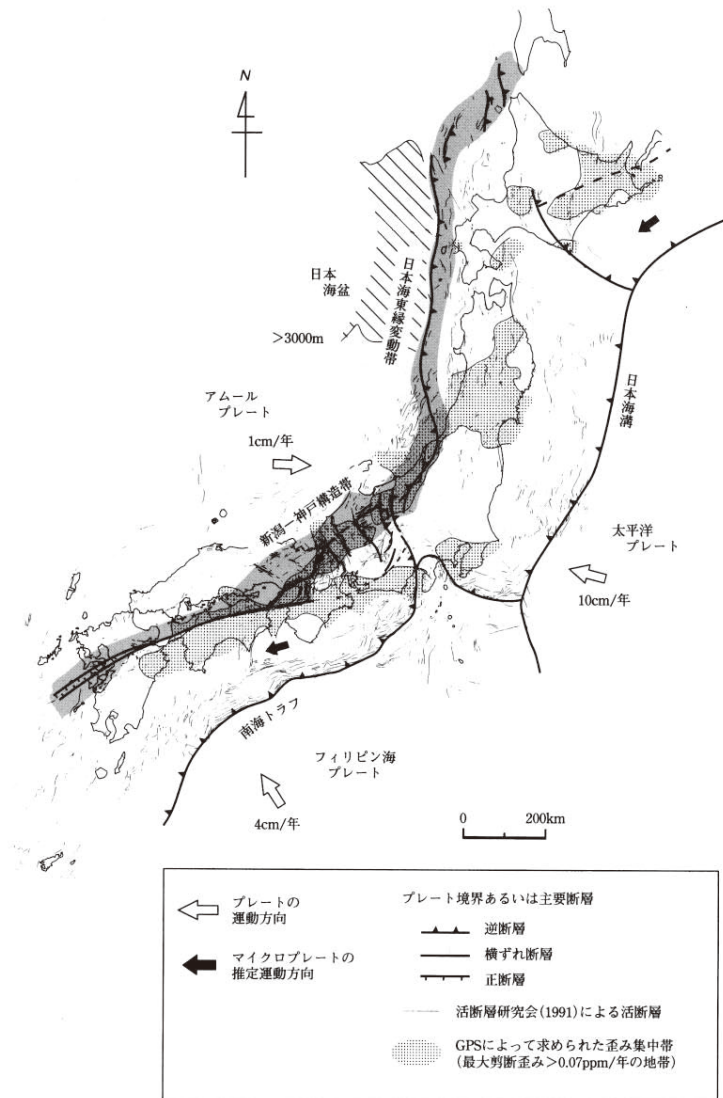 N
日本
海盆
>3000m
日本海東縁変動帯
アムール
プレート
1cm/年
新潟－神戸構造帯
日本海溝
太平洋
プレート
10cm/年
南海トラフ
フィリピン海
プレート
4cm/年
0 200km
プレートの
運動方向
マイクロプレートの
推定運動方向
プレート境界あるいは主要断層
逆断層
横ずれ断層
正断層
活断層研究会(1991)による活断層
GPSによって求められた歪み集中帯
(最大剪断歪み＞0.07ppm/年の地帯)